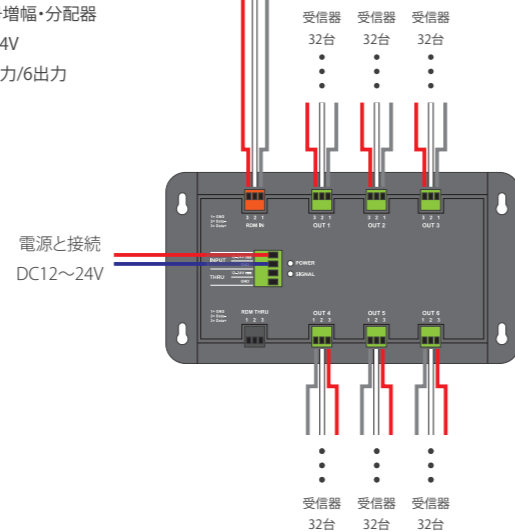 増幅・分配器
4V
力/6出力
受信器 受信器 受信器
32台 32台 32台
3 2 1 3 2 1 3 2 1 3 2 1
RDM IN OUT 1 OUT 2 OUT 3
電源と接続
DC12〜24V
INPUT
THRU
GND
POWER
SIGNAL
RDM THRU OUT 4 OUT 5 OUT 6
1 2 3 1 2 3 1 2 3 1 2 3
受信器 受信器 受信器
32台 32台 32台